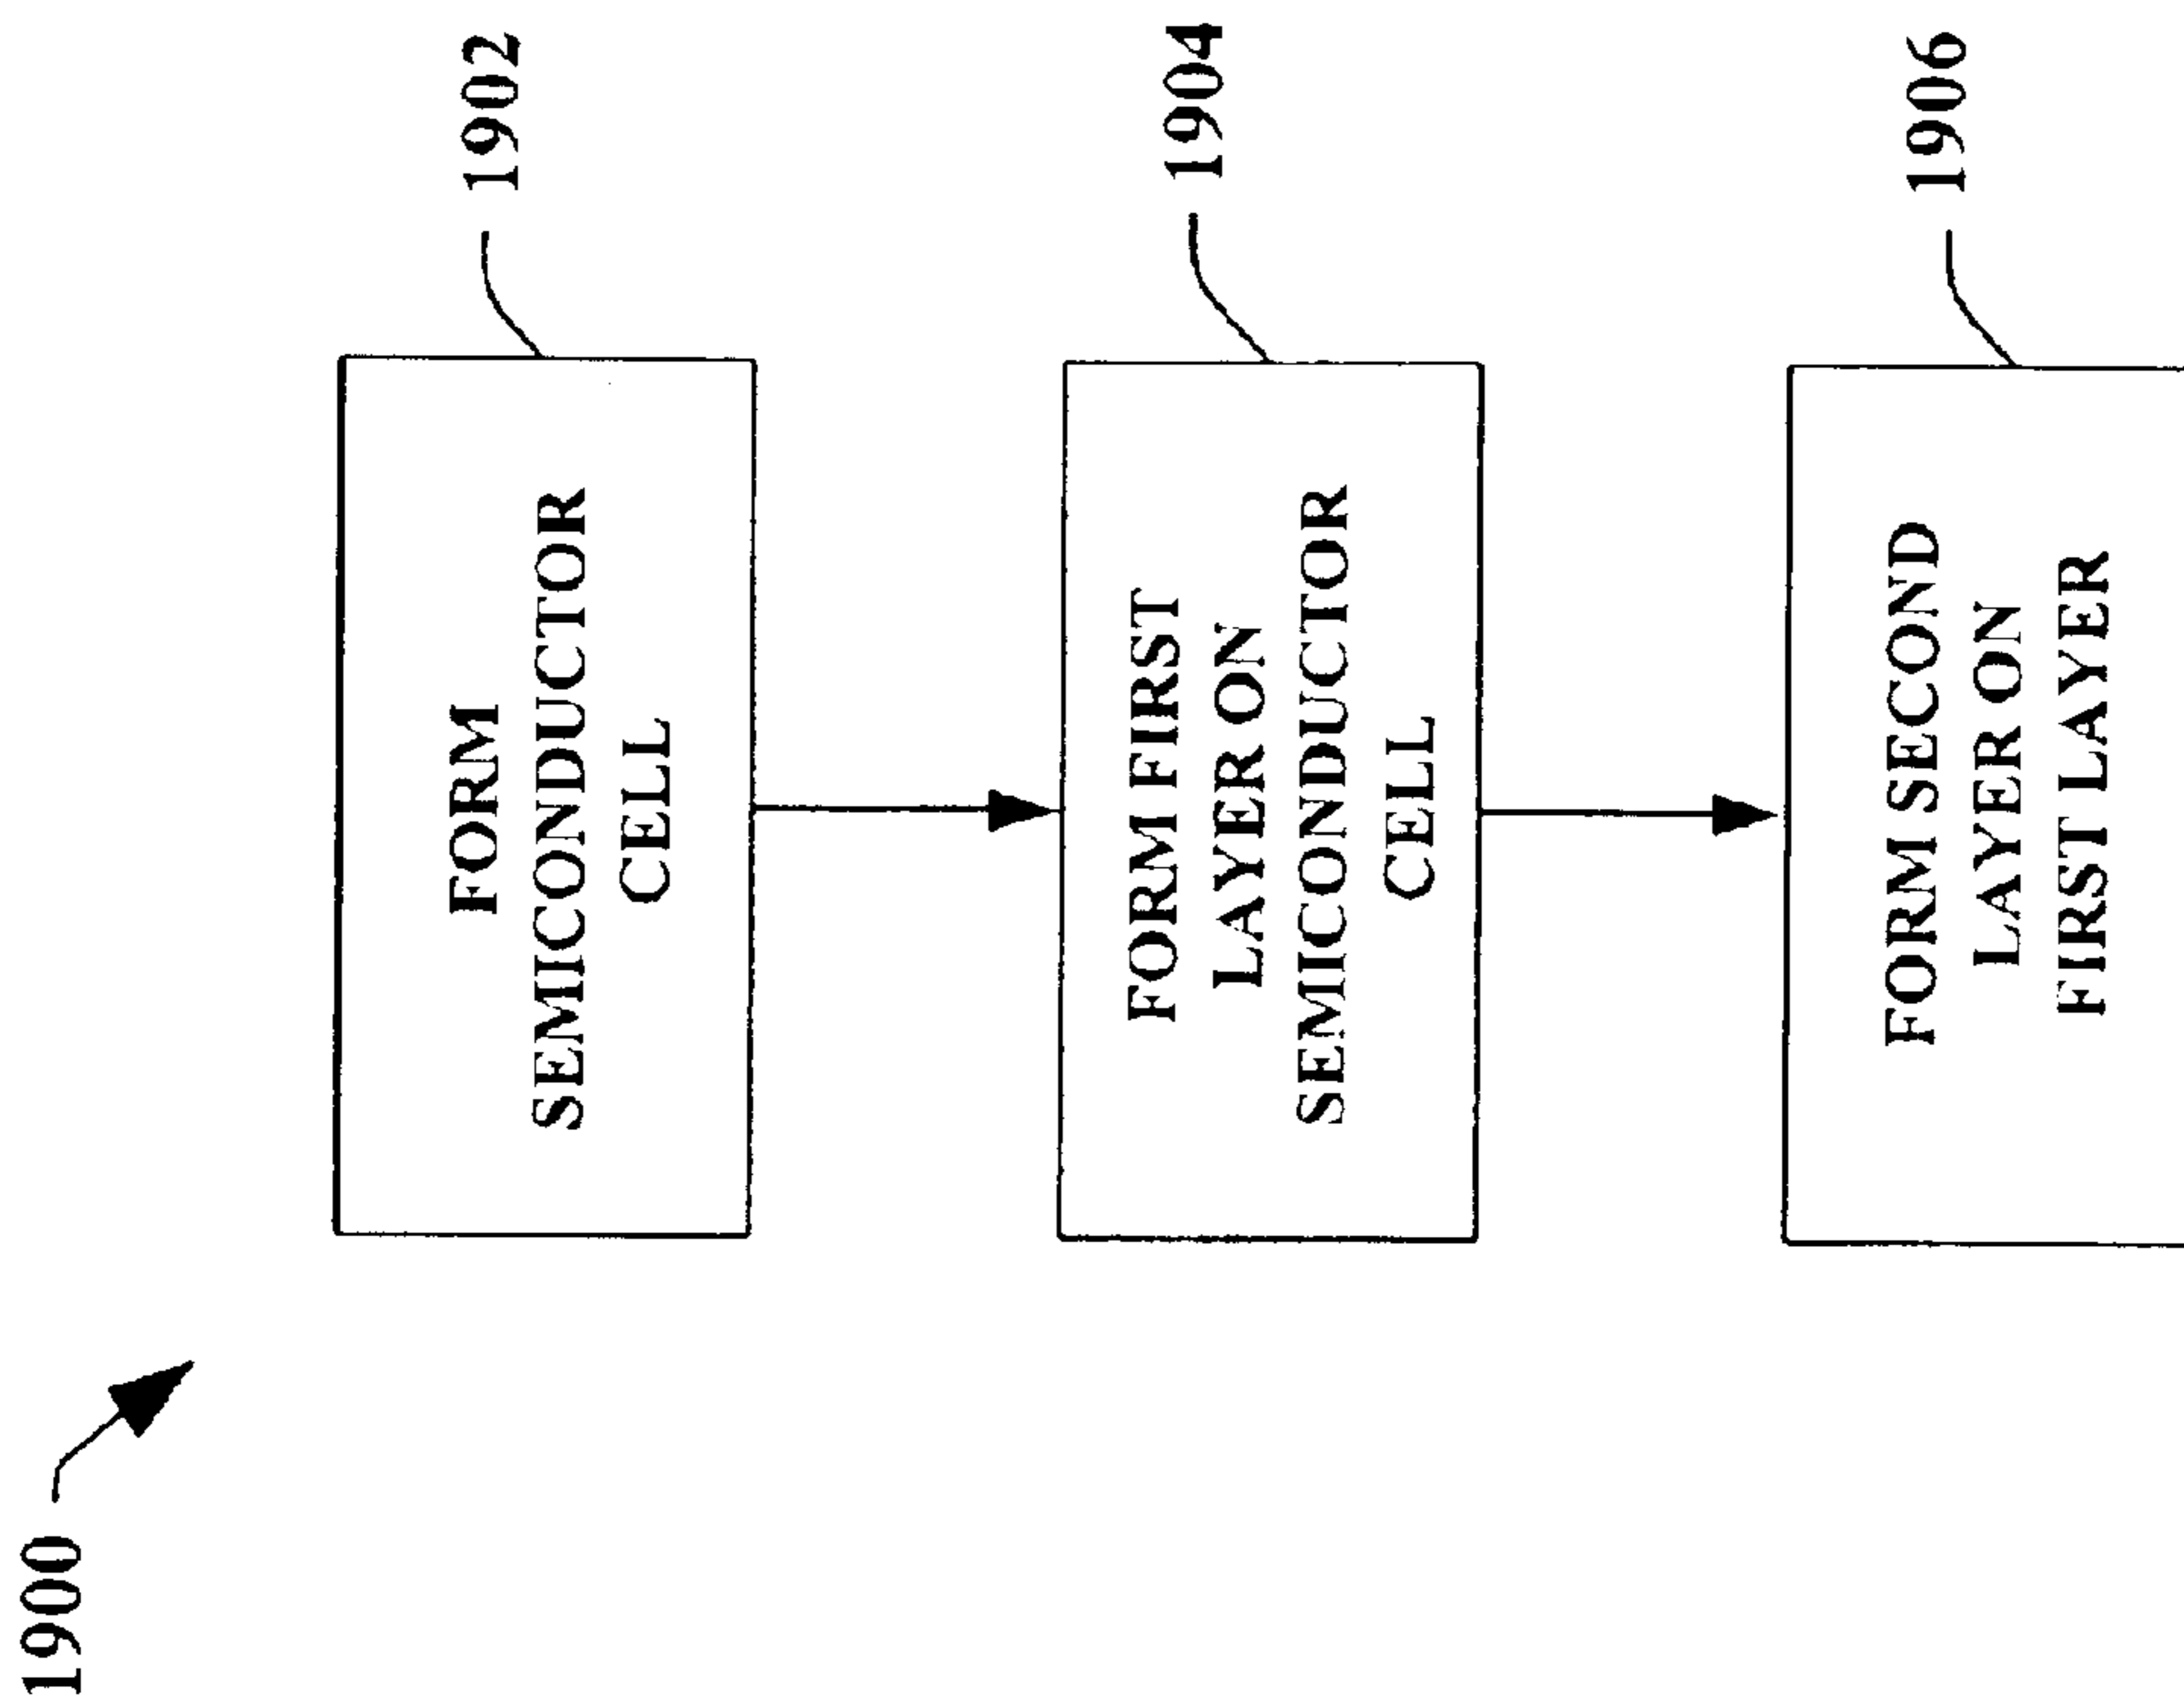 1900
FORM
SEMICONDUCTOR
CELL
1902
FORM FIRST
LAYER ON
SEMICONDUCTOR
CELL
1904
FORM SECOND
LAYER ON
FIRST LAYER
1906